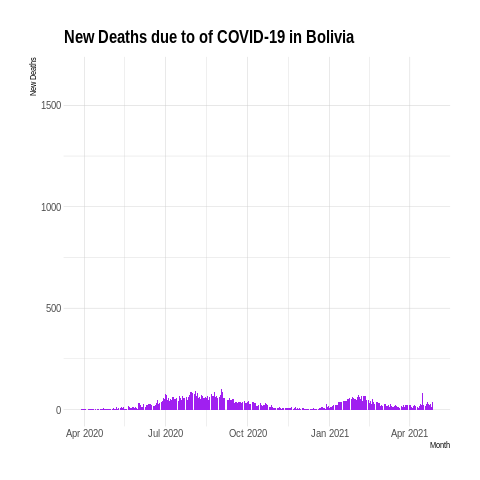 New Deaths due to of COVID-19 in Bolivia
New Deaths
1500
1000
500
0
Apr 2020
Jul 2020
Oct 2020
Jan 2021
Apr 2021
Month